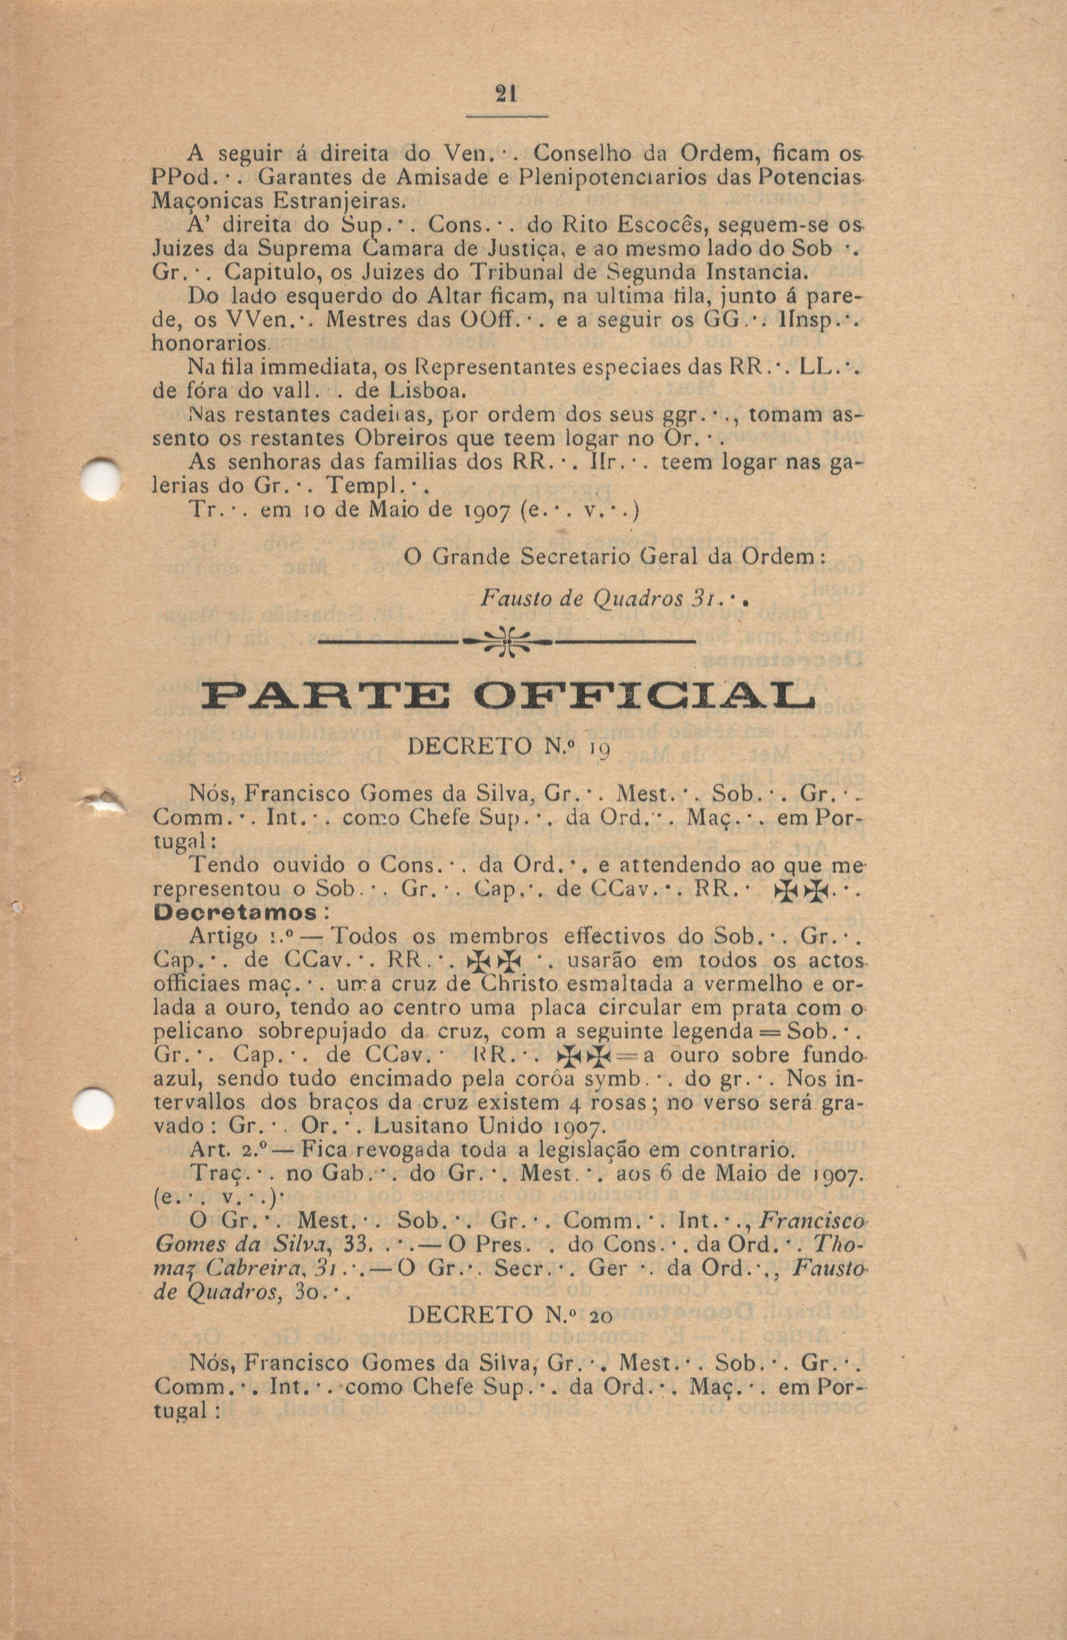 21
A seguir á direita do Ven.·. Conselho da Ordem, ficam os
PPod.·. Garantes de Amisade e Plenipotenciarios das Potencias
Maçonicas Estranjeiras.
A' direita do Sup.·. Cons.·. do Rito Escocês, seguem-se os
Juizes da Suprema Camara de Justiça, e ao mesmo lado do Sob ·.
Gr.·. Capitulo, os Juizes do Tribunal de Segunda Instancia.
Do lado esquerdo do Altar ficam, na ultima fila, junto á pare-
de, os VVen.·. Mestres das OOff.·. e a seguir os GG.·. IInsp.·.
honorarios.
Na fila immediata, os Representantes especiaes das RR.·. LL.·.
de fóra do vall. . de Lisboa.
Nas restantes cadeiras, por ordem dos seus ggr.·., tomam as-
sento os restantes Obreiros que teem logar no Or.·.
As senhoras das familias dos RR.·. IIr.·. teem logar nas ga-
lerias do Gr.·. Templ.·.
Tr.·. em 10 de Maio de 1907 (e.·. v.·.)
O Grande Secretario Geral da Ordem:
Fausto de Quadros 31.·.
PARTE OFFICIAL
DECRETO N.º 19
Nós, Francisco Gomes da Silva, Gr.·. Mest.·. Sob.·. Gr.·.
Comm.·. Int.·. como Chefe Sup.·. da Ord.·. Maç.·. em Por-
tugal:
Tendo ouvido o Cons.·. da Ord.·. e attendendo ao que me
representou o Sob.·. Gr.·. Cap.·. de CCav.·. RR.· ✠✠.·.
Decretamos:
Artigo 1.º — Todos os membros effectivos do Sob.·. Gr.·.
Cap.·. de CCav.·. RR.·. ✠✠ ·. usarão em todos os actos
officiaes maç.·. uma cruz de Christo esmaltada a vermelho e or-
lada a ouro, tendo ao centro uma placa circular em prata com o
pelicano sobrepujado da cruz, com a seguinte legenda = Sob.·.
Gr.·. Cap.·. de CCav.· RR.·. ✠✠ = a ouro sobre fundo
azul, sendo tudo encimado pela corôa symb.·. do gr.·. Nos in-
tervallos dos braços da cruz existem 4 rosas; no verso será gra-
vado: Gr.·. Or.·. Lusitano Unido 1907.
Art. 2.º — Fica revogada toda a legislação em contrario.
Traç.·. no Gab.·. do Gr.·. Mest.·. aos 6 de Maio de 1907.
(e.·. v.·.)·
O Gr.·. Mest.·. Sob.·. Gr.·. Comm.·. Int.·., Francisco
Gomes da Silva, 33. .·.— O Pres. . do Cons.·. da Ord.·. Tho-
maz Cabreira, 31.·.— O Gr.·. Secr.·. Ger ·. da Ord.·., Fausto
de Quadros, 30.·.
DECRETO N.º 20
Nós, Francisco Gomes da Silva, Gr.·. Mest.·. Sob.·. Gr.·.
Comm.·. Int.·. como Chefe Sup.·. da Ord.·. Maç.·. em Por-
tugal: